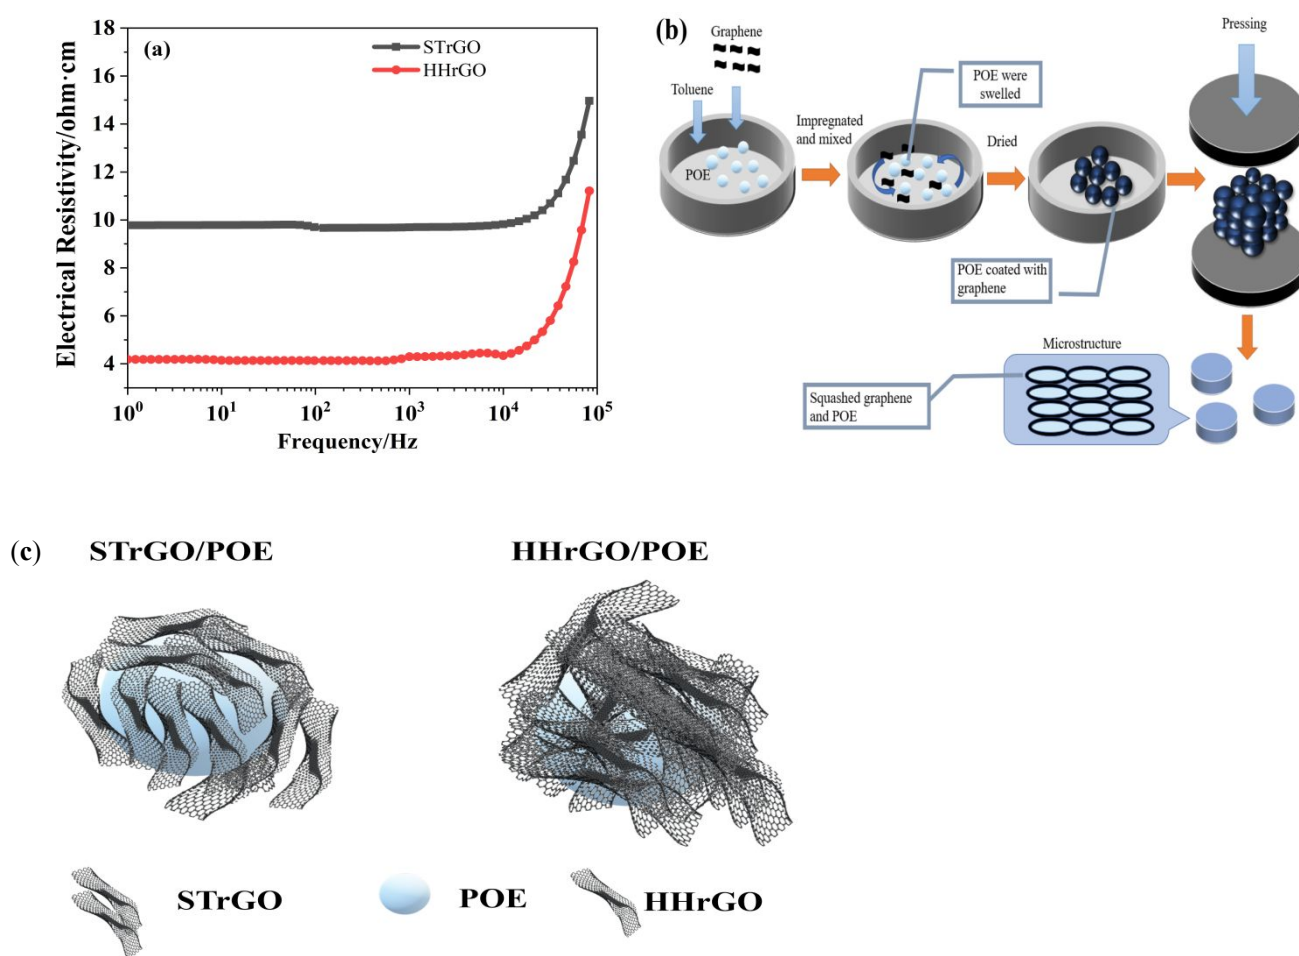 (a)
STrGO
HHrGO
Electrical Resistivity/ohm·cm
18
16
14
12
10
8
6
4
10⁰
10¹
10²
10³
10⁴
10⁵
Frequency/Hz
(b)
Graphene
Toluene
POE
Impregnated
and mixed
POE were
swelled
Dried
POE coated with
graphene
Pressing
Microstructure
Squashed graphene
and POE
(c)
STrGO/POE
HHrGO/POE
STrGO
POE
HHrGO